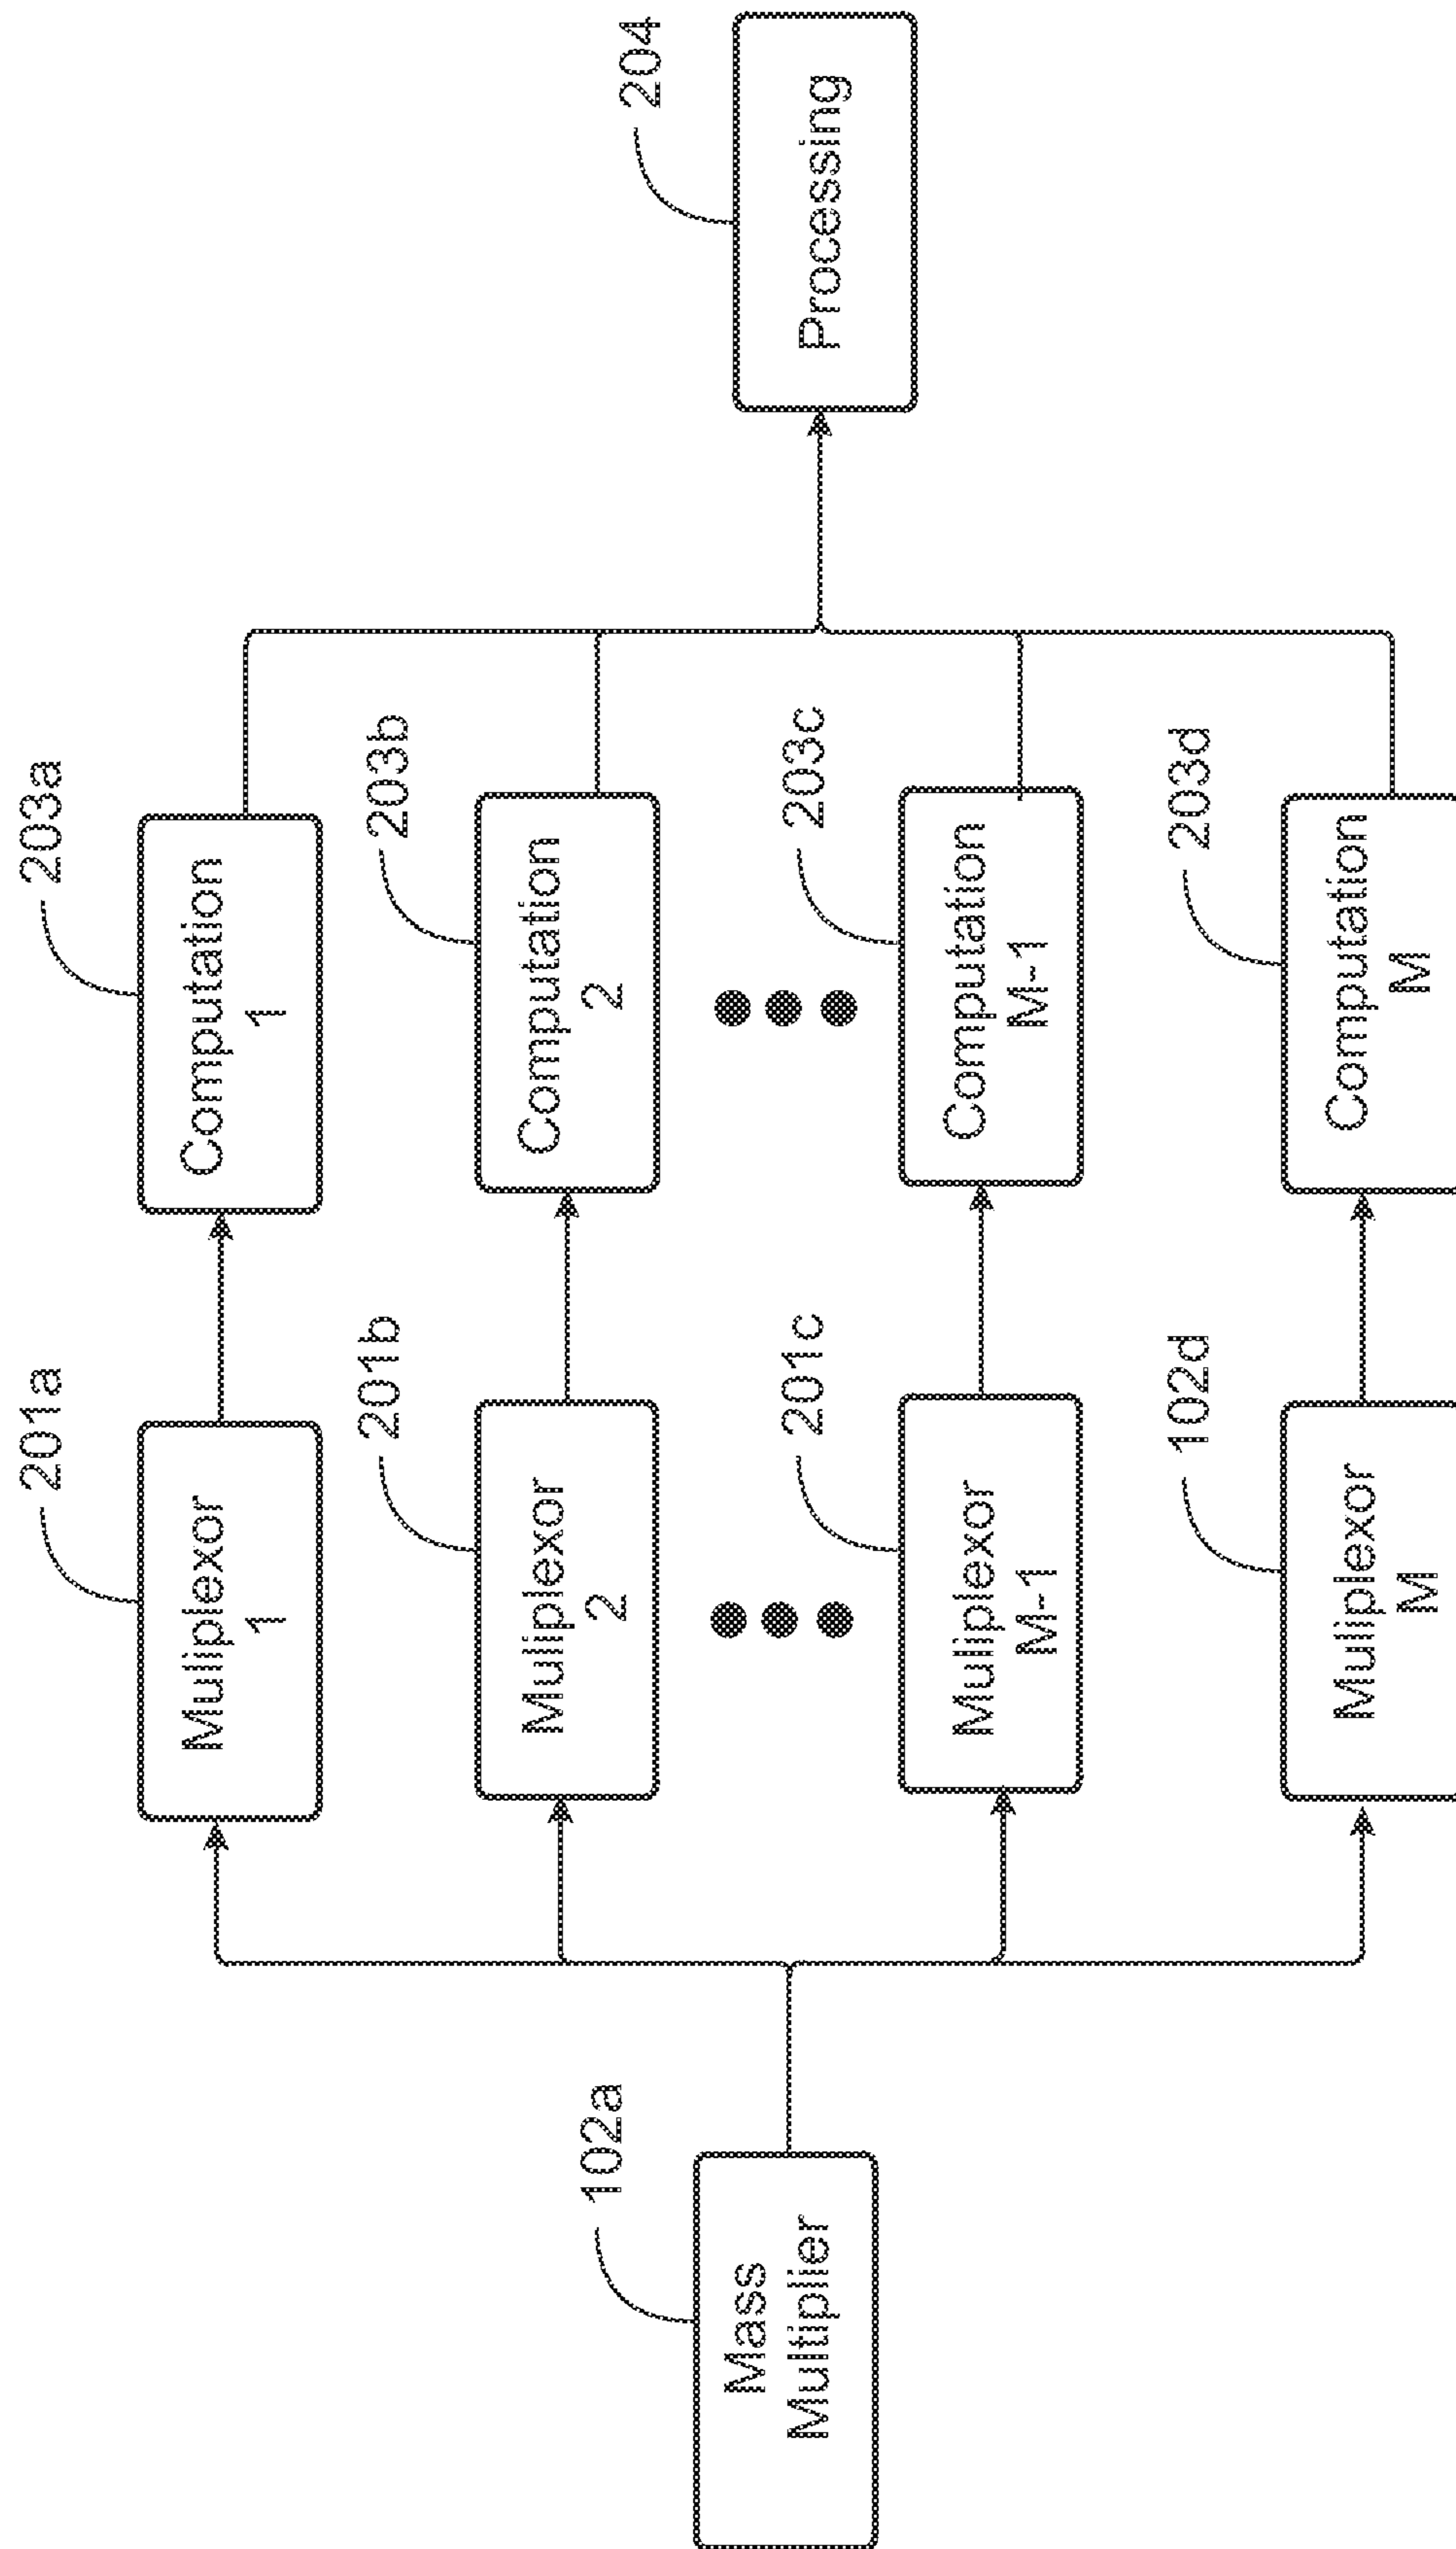 102a
Mass
Multiplier
201a
Muliplexor
1
201b
Muliplexor
2
201c
Muliplexor
M-1
102d
Muliplexor
M
203a
Computation
1
203b
Computation
2
203c
Computation
M-1
203d
Computation
M
204
Processing